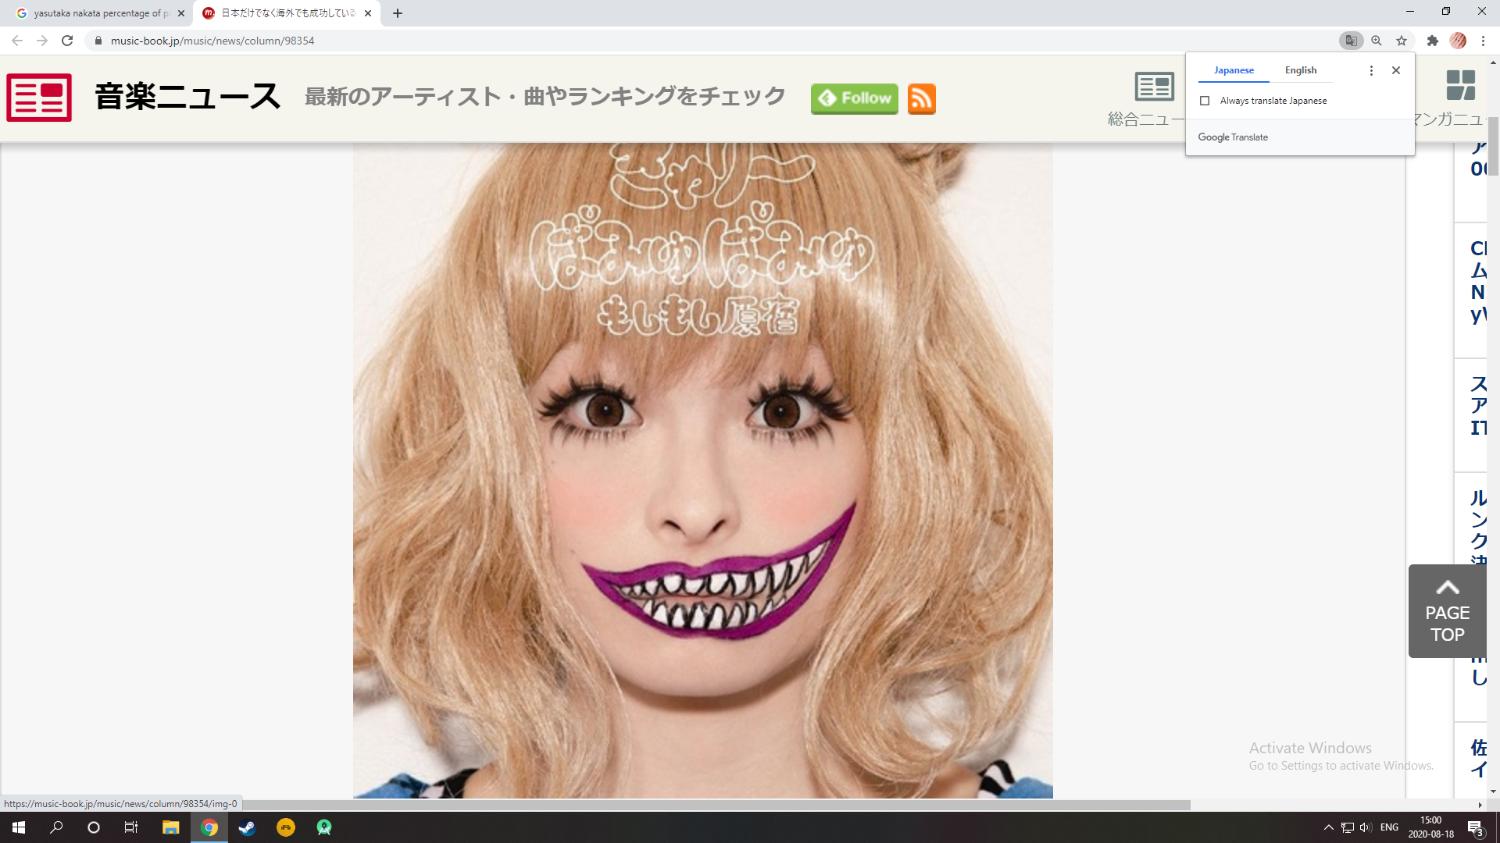 yasutaka nakata percentage of p
日本だけでなく海外でも成功している
music-book.jp/music/news/column/98354
Japanese English
Always translate Japanese
Google Translate
音楽ニュース 最新のアーティスト・曲やランキングをチェック Follow
総合ニュー
マンガニュ
きゃりー
ぱみゅぱみゅ
もしもし原宿
ア
00
ム
N
y
ス
ア
IT
ル
ン
ク
決
し
佐
イ
PAGE
TOP
Activate Windows
Go to Settings to activate Windows.
https://music-book.jp/music/news/column/98354/img-0
ENG
15:00
2020-08-18
3